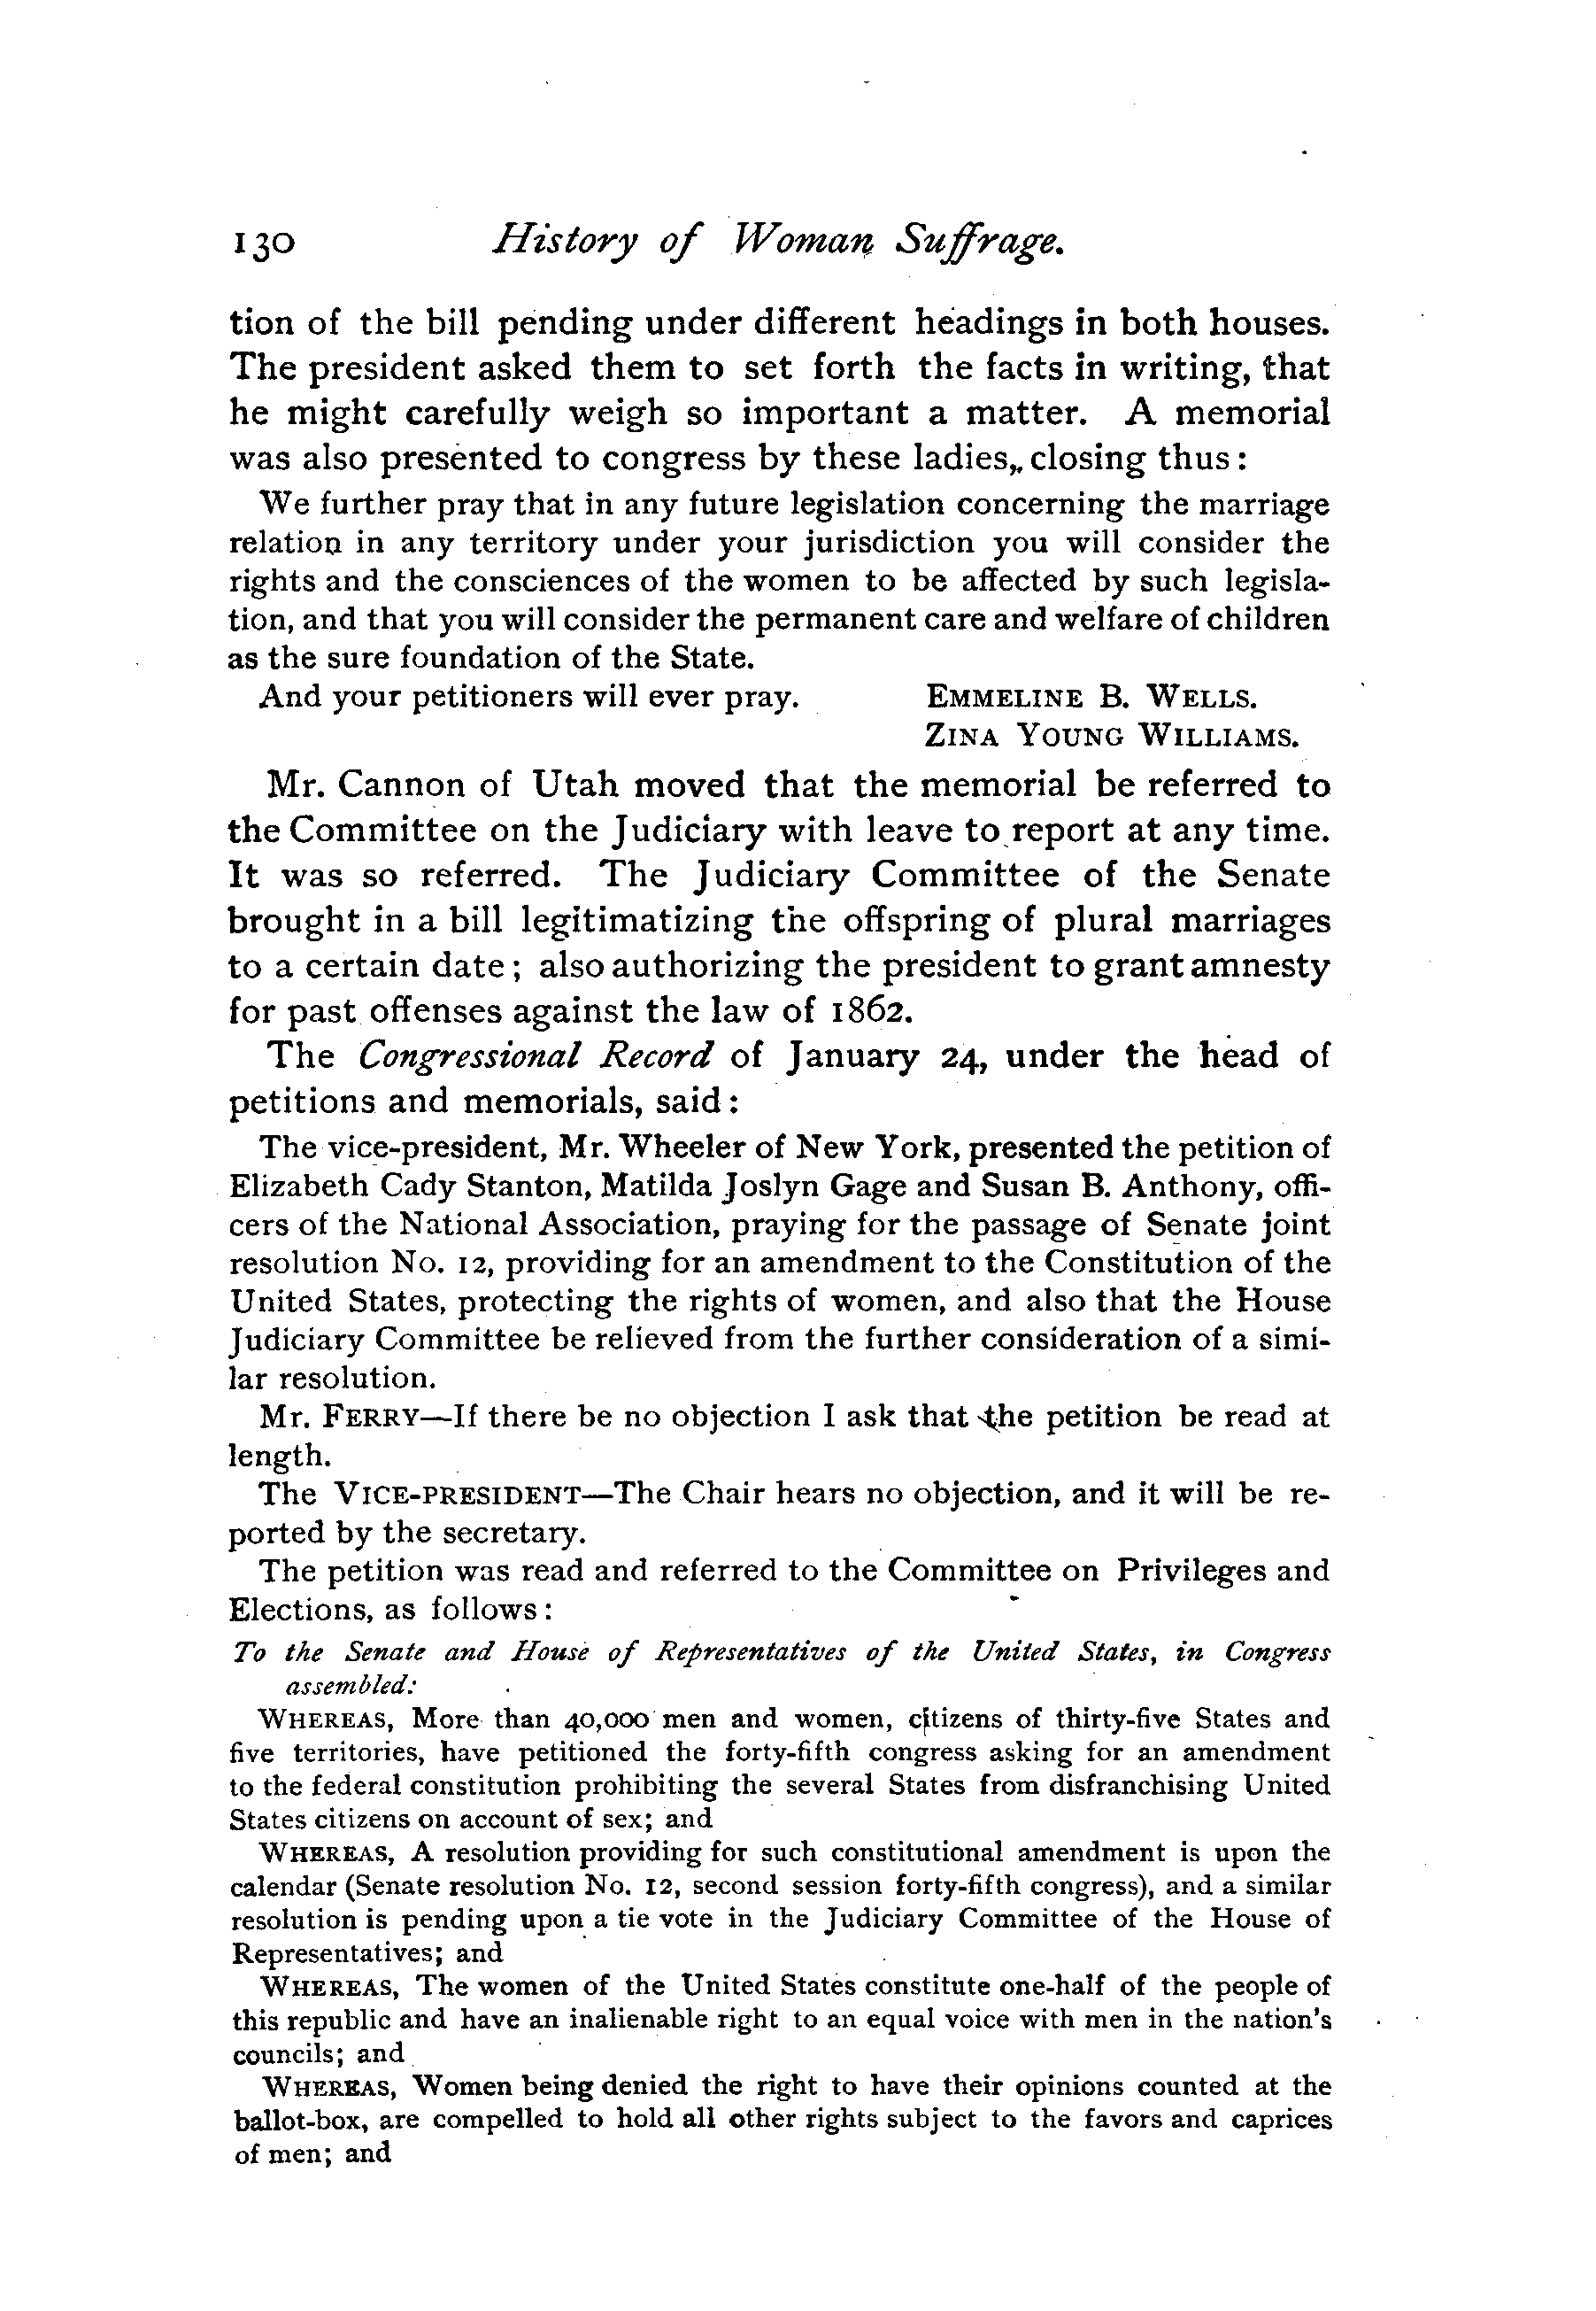 130 History of Woman Suffrage.
tion of the bill pending under different headings in both houses.
The president asked them to set forth the facts in writing, that
he might carefully weigh so important a matter. A memorial
was also presented to congress by these ladies, closing thus:
We further pray that in any future legislation concerning the marriage
relation in any territory under your jurisdiction you will consider the
rights and the consciences of the women to be affected by such legisla-
tion, and that you will consider the permanent care and welfare of children
as the sure foundation of the State.
And your petitioners will ever pray. EMMELINE B. WELLS.
ZINA YOUNG WILLIAMS.
Mr. Cannon of Utah moved that the memorial be referred to
the Committee on the Judiciary with leave to report at any time.
It was so referred. The Judiciary Committee of the Senate
brought in a bill legitimatizing the offspring of plural marriages
to a certain date; also authorizing the president to grant amnesty
for past offenses against the law of 1862.
The Congressional Record of January 24, under the head of
petitions and memorials, said:
The vice-president, Mr. Wheeler of New York, presented the petition of
Elizabeth Cady Stanton, Matilda Joslyn Gage and Susan B. Anthony, offi-
cers of the National Association, praying for the passage of Senate joint
resolution No. 12, providing for an amendment to the Constitution of the
United States, protecting the rights of women, and also that the House
Judiciary Committee be relieved from the further consideration of a simi-
lar resolution.
Mr. FERRY—If there be no objection I ask that the petition be read at
length.
The VICE-PRESIDENT—The Chair hears no objection, and it will be re-
ported by the secretary.
The petition was read and referred to the Committee on Privileges and
Elections, as follows:
To the Senate and House of Representatives of the United States, in Congress
assembled:
WHEREAS, More than 40,000 men and women, citizens of thirty-five States and
five territories, have petitioned the forty-fifth congress asking for an amendment
to the federal constitution prohibiting the several States from disfranchising United
States citizens on account of sex; and
WHEREAS, A resolution providing for such constitutional amendment is upon the
calendar (Senate resolution No. 12, second session forty-fifth congress), and a similar
resolution is pending upon a tie vote in the Judiciary Committee of the House of
Representatives; and
WHEREAS, The women of the United States constitute one-half of the people of
this republic and have an inalienable right to an equal voice with men in the nation's
councils; and
WHEREAS, Women being denied the right to have their opinions counted at the
ballot-box, are compelled to hold all other rights subject to the favors and caprices
of men; and